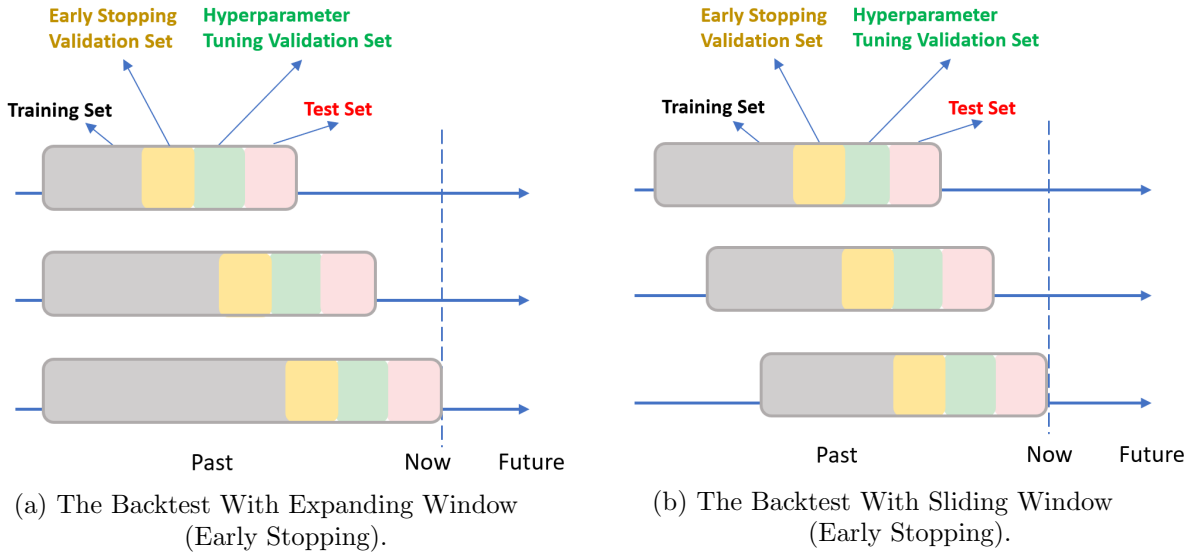 Early Stopping
Validation Set
Hyperparameter
Tuning Validation Set
Training Set
Test Set
Past
Now
Future
(a) The Backtest With Expanding Window
(Early Stopping).
Early Stopping
Validation Set
Hyperparameter
Tuning Validation Set
Training Set
Test Set
Past
Now
Future
(b) The Backtest With Sliding Window
(Early Stopping).